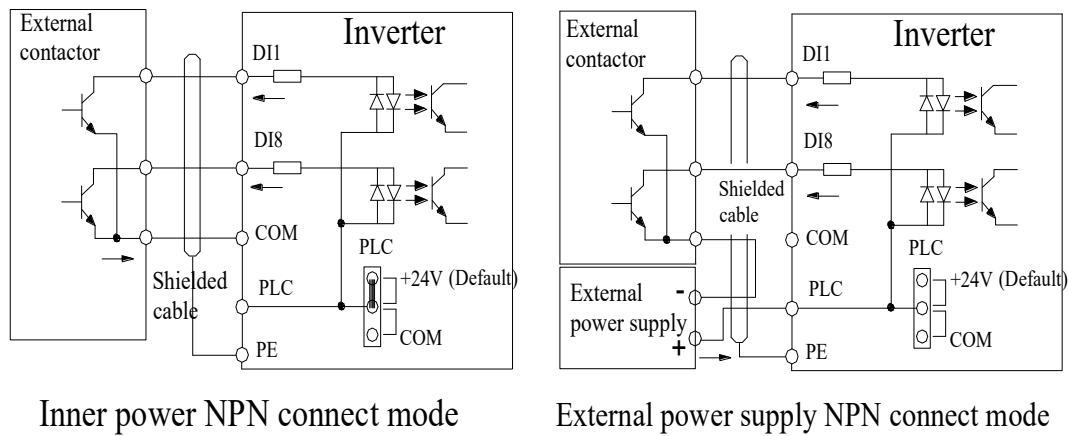 External
contactor
Inverter
DI1
DI8
COM
PLC
Shielded
cable
PLC
+24V (Default)
COM
PE
Inner power NPN connect mode
External
contactor
Inverter
DI1
DI8
Shielded
cable
COM
PLC
External
power supply
-
+
PLC
+24V (Default)
COM
PE
External power supply NPN connect mode